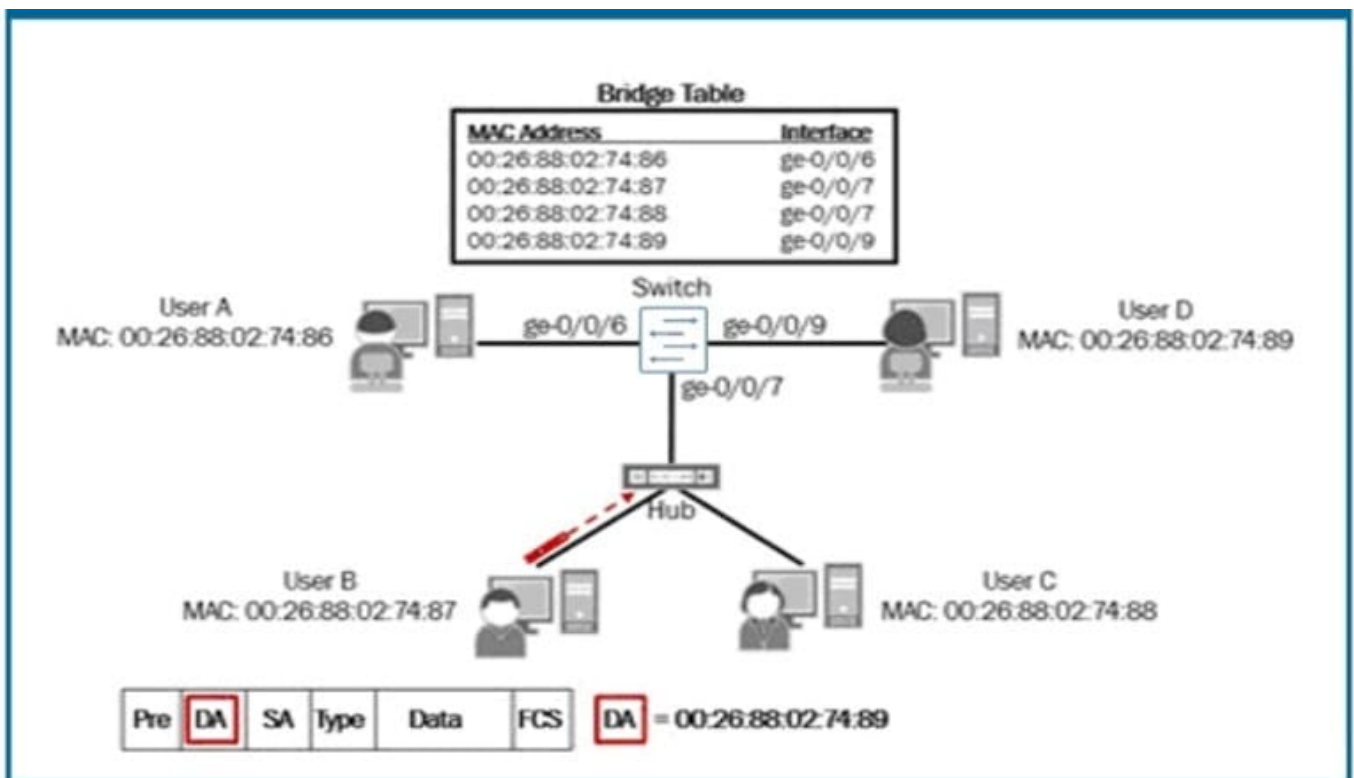 Bridge Table
MAC Address Interface
00:26:88:02:74:86 ge-0/0/6
00:26:88:02:74:87 ge-0/0/7
00:26:88:02:74:88 ge-0/0/7
00:26:88:02:74:89 ge-0/0/9
Switch
User A
MAC: 00:26:88:02:74:86
ge-0/0/6
ge-0/0/9
User D
MAC: 00:26:88:02:74:89
ge-0/0/7
Hub
User B
MAC: 00:26:88:02:74:87
User C
MAC: 00:26:88:02:74:88
Pre DA SA Type Data FCS DA = 00:26:88:02:74:89